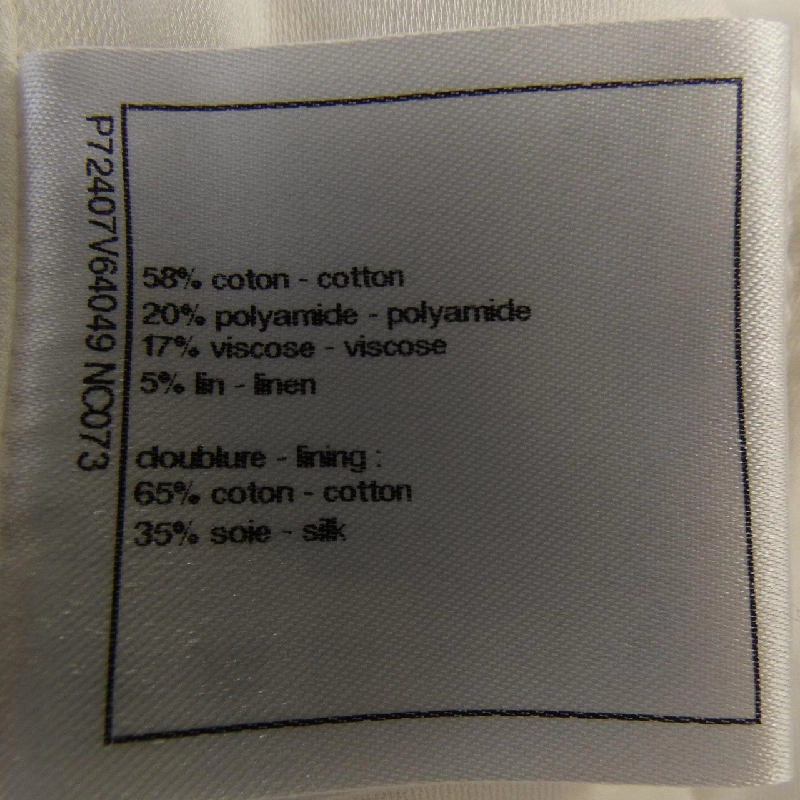 P72407V64049 NC073
58% coton - cotton
20% polyamide - polyamide
17% viscose - viscose
5% lin - linen
doublure - lining :
65% coton - cotton
35% soie - silk